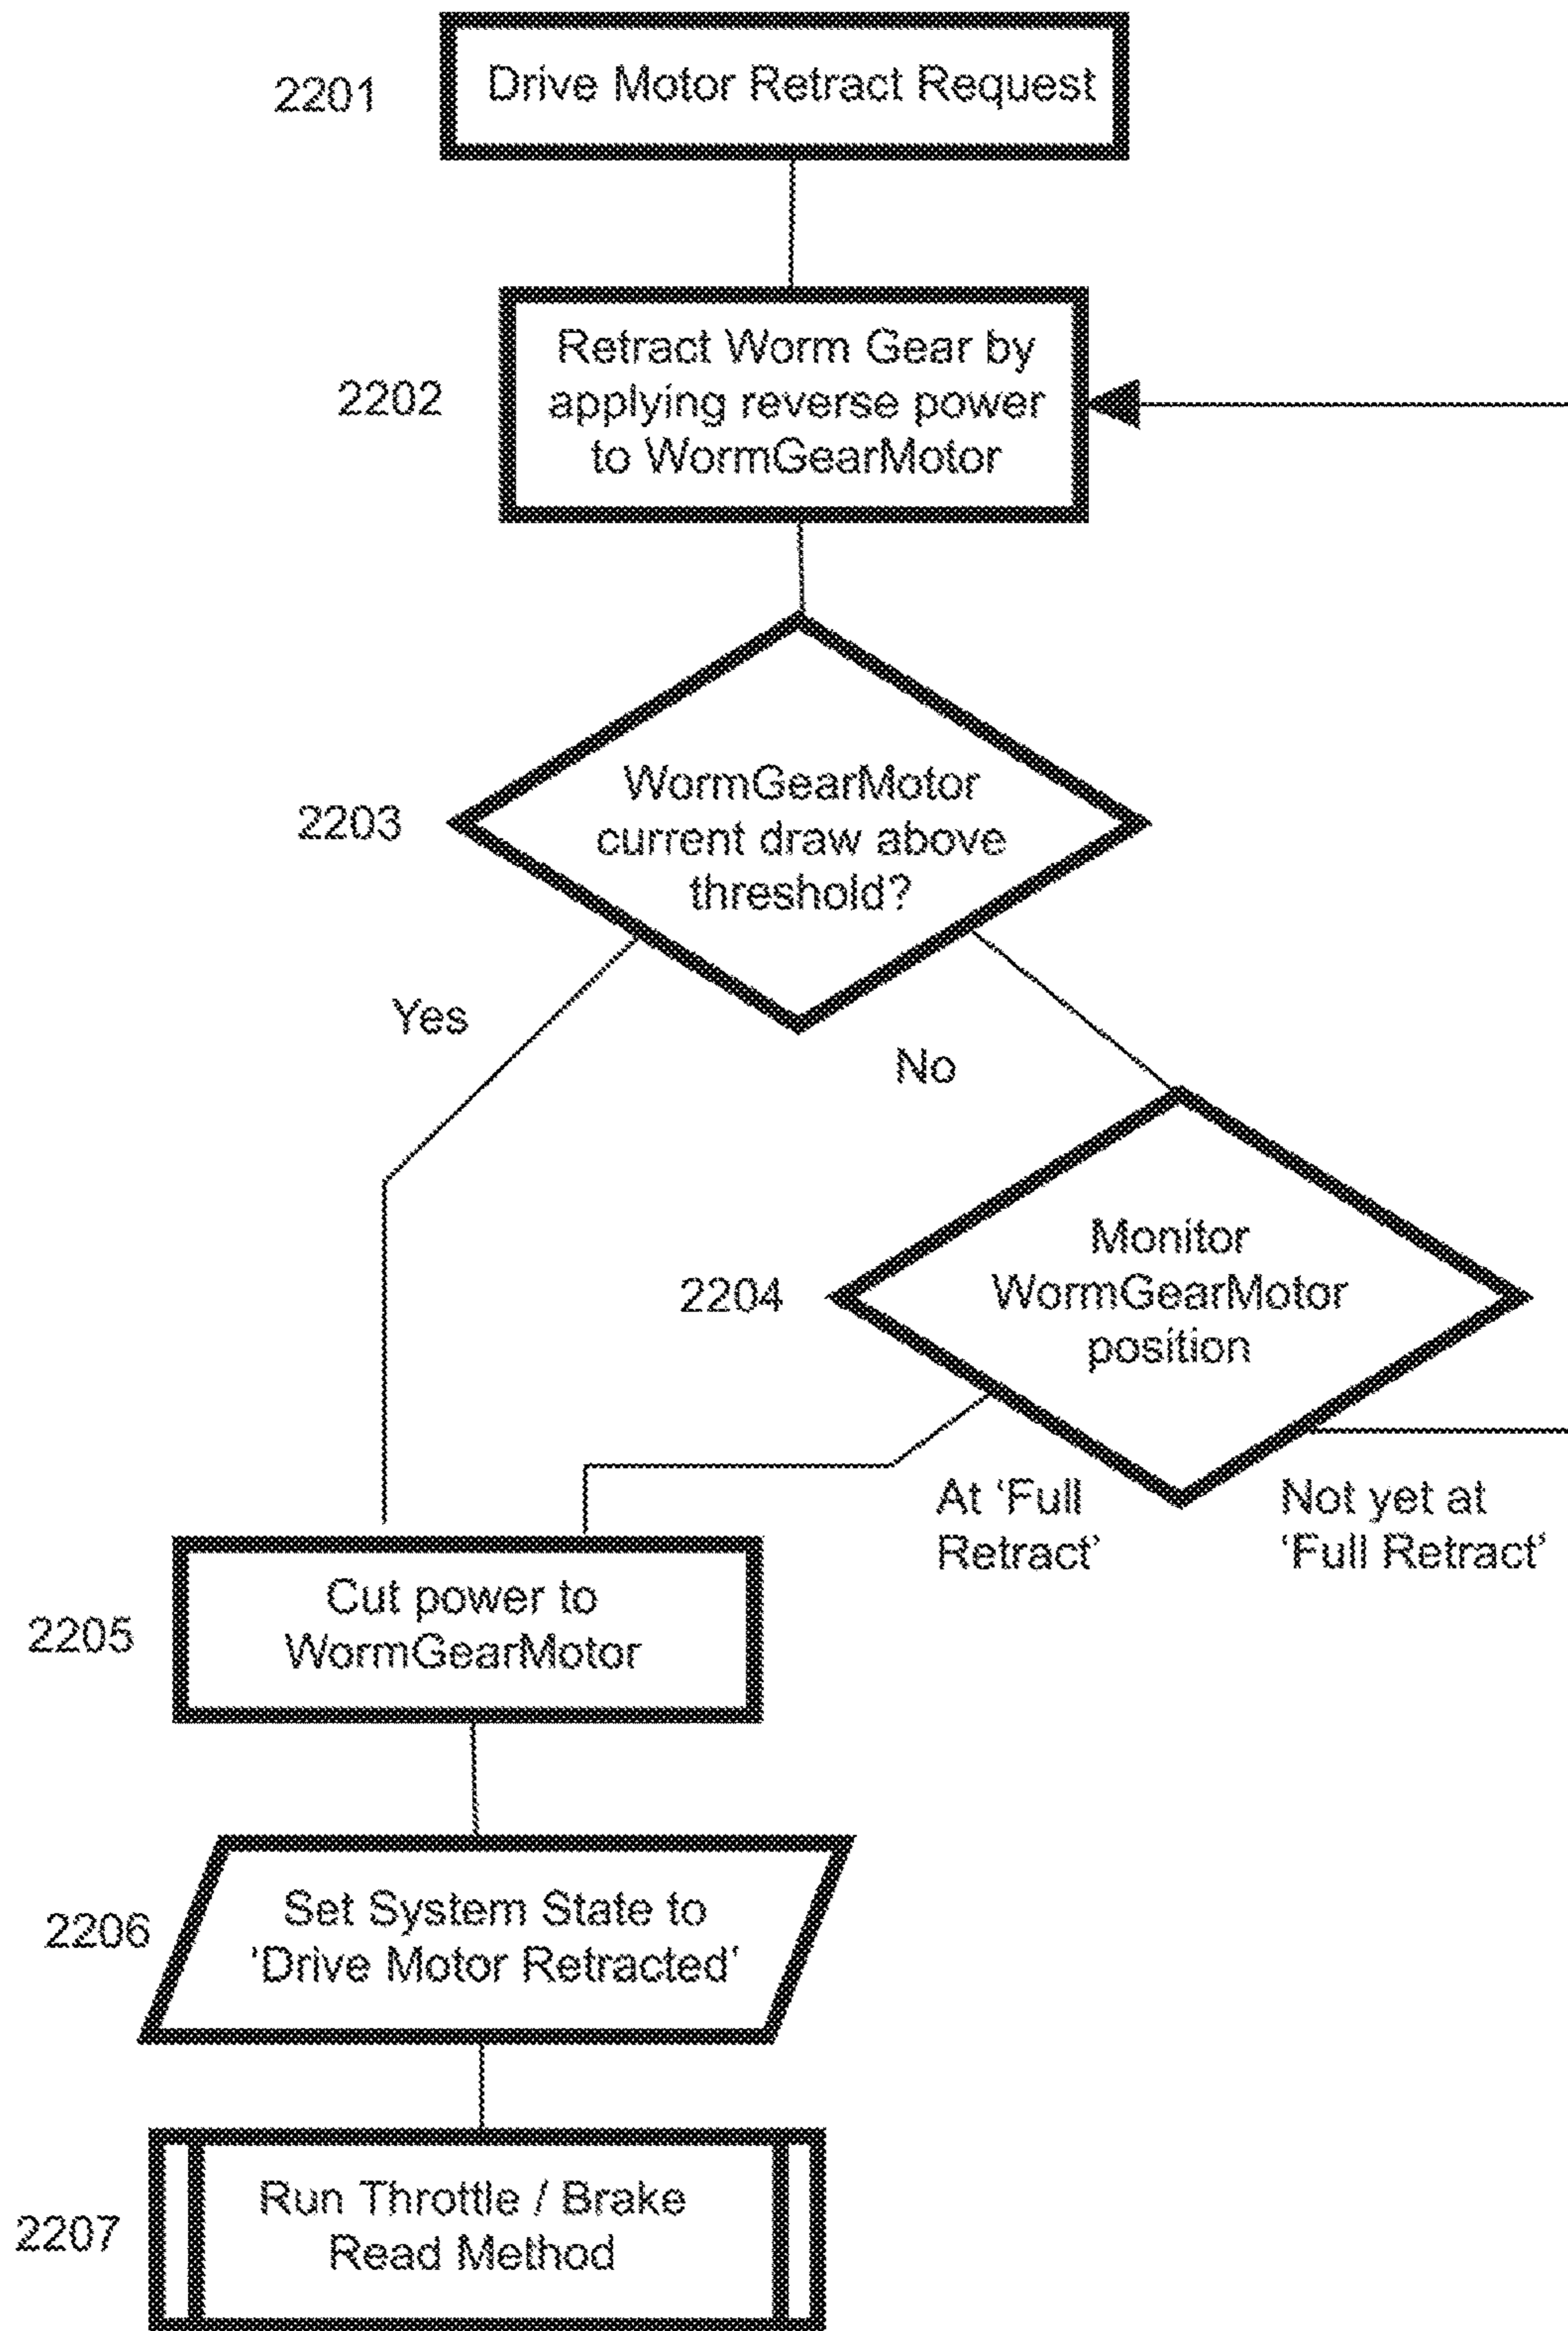 2201
Drive Motor Retract Request
2202
Retract Worm Gear by
applying reverse power
to WormGearMotor
2203
WormGearMotor
current draw above
threshold?
Yes
No
2204
Monitor
WormGearMotor
position
At ‘Full
Retract’
Not yet at
‘Full Retract’
2205
Cut power to
WormGearMotor
2206
Set System State to
‘Drive Motor Retracted‘
2207
Run Throttle / Brake
Read Method